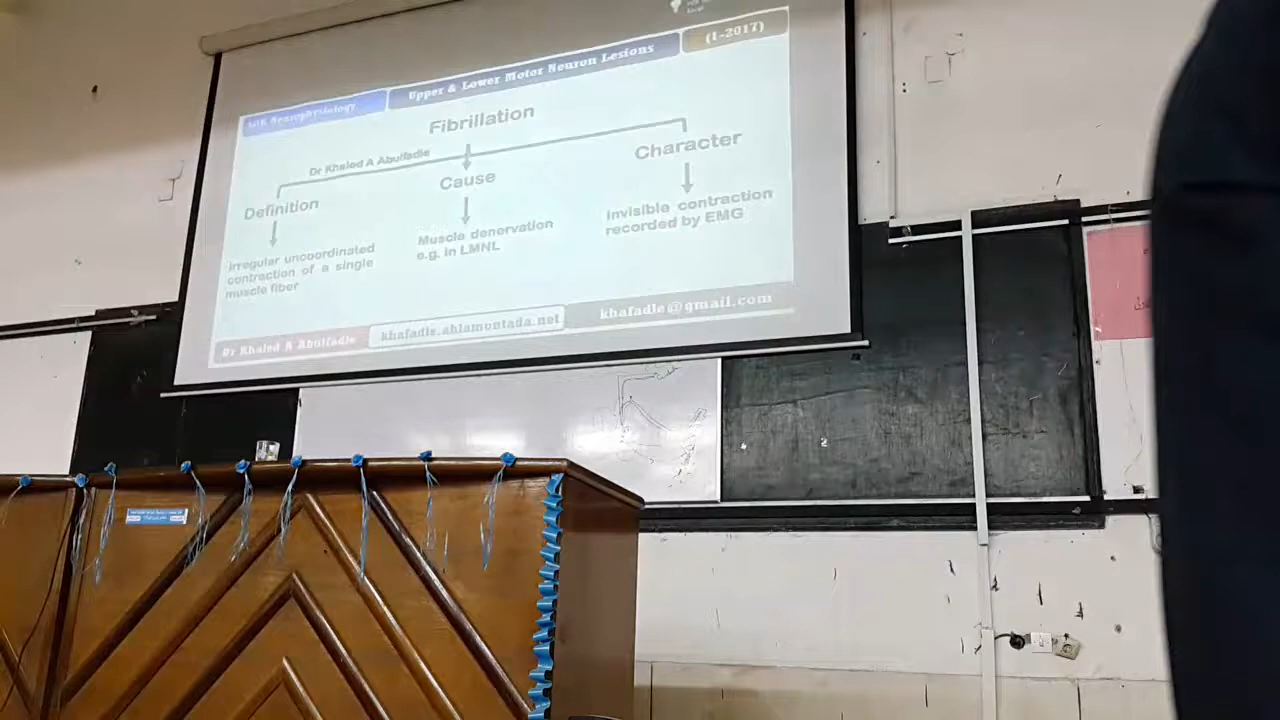 Neurophysiology
Upper & Lower Motor Neuron Lesions
(1-2017)
Fibrillation
Dr Khaled A Abulfadle
Definition
Irregular uncoordinated
contraction of a single
muscle fiber
Cause
Muscle denervation
e.g. in LMNL
Character
Invisible contraction
recorded by EMG
Dr Khaled A Abulfadle
khafadle.ahlamontada.net
khafadle@gmail.com